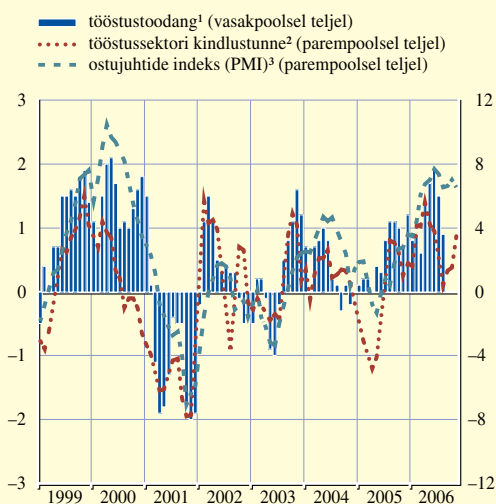 tööstustoodang¹ (vasakpoolsel teljel)
tööstussektori kindlustunne² (parempoolsel teljel)
ostujuhtide indeks (PMI)³ (parempoolsel teljel)
3 12
2 8
1 4
0 0
–1 –4
–2 –8
–3 –12
1999 2000 2001 2002 2003 2004 2005 2006